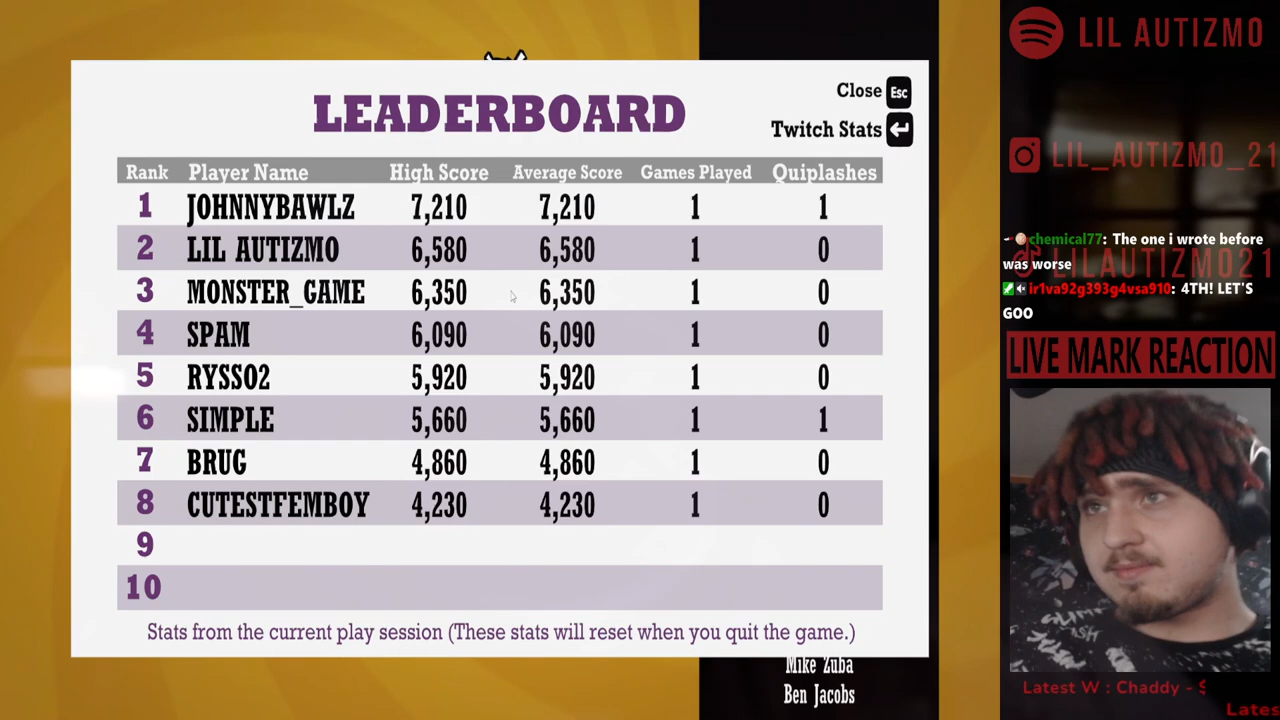 Close Esc
Twitch Stats
LEADERBOARD
Rank Player Name High Score Average Score Games Played Quiplashes
1 JOHNNYBAWLZ 7,210 7,210 1 1
2 LIL AUTIZMO 6,580 6,580 1 0
3 MONSTER_GAME 6,350 6,350 1 0
4 SPAM 6,090 6,090 1 0
5 RYSSO2 5,920 5,920 1 0
6 SIMPLE 5,660 5,660 1 1
7 BRUG 4,860 4,860 1 0
8 CUTESTFEMBOY 4,230 4,230 1 0
9
10
Stats from the current play session (These stats will reset when you quit the game.)
Mike Zuba
Ben Jacobs
LIL AUTIZMO
LIL_AUTIZMO_21
chemical77: The one i wrote before
was worse
LILAUTIZMO21
ir1va92g393g4vsa910: 4TH! LET'S
GOO
LIVE MARK REACTION
Latest W : Chaddy - $
Lates